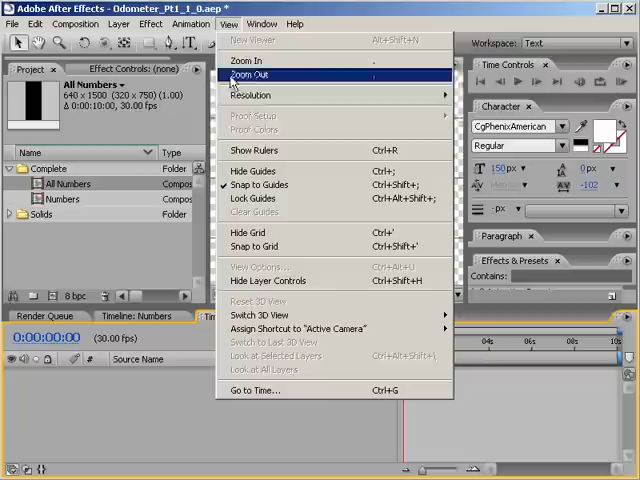 Adobe After Effects - Odometer_Pt1_1_0.aep *
File Edit Composition Layer Effect Animation View Window Help
Workspace: Text
Project × Effect Controls: (none)
All Numbers ▾
640 x 1500 (320 x 750) (1.00)
Δ 0:00:10:00, 30.00 fps
Name Type
Complete Folder
All Numbers Compos
Numbers Compos
Solids Folder
8 bpc
New Viewer Alt+Shift+N
Zoom In .
Zoom Out ,
Resolution
Proof Setup
Proof Colors
Show Rulers Ctrl+R
Hide Guides Ctrl+;
Snap to Guides Ctrl+Shift+;
Lock Guides Ctrl+Alt+Shift+;
Clear Guides
Hide Grid Ctrl+'
Snap to Grid Ctrl+Shift+'
View Options... Ctrl+Alt+U
Hide Layer Controls Ctrl+Shift+H
Reset 3D View
Switch 3D View
Assign Shortcut to "Active Camera"
Switch to Last 3D View
Look at Selected Layers Ctrl+Alt+Shift+\
Look at All Layers
Go to Time... Ctrl+G
Character ×
CgPhenixAmerican
Regular
150 px 0 px
100 % -102
- px
Paragraph ×
Effects & Presets ×
Contains:
Render Queue Timeline: Numbers Tim
0:00:00:00 (30.00 fps)
# Source Name
04s 06s 08s 10s